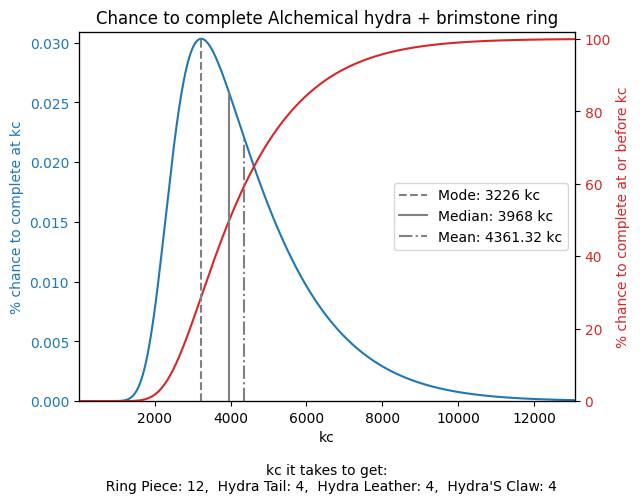 Chance to complete Alchemical hydra + brimstone ring
% chance to complete at kc
0.030
0.025
0.020
0.015
0.010
0.005
0.000
Mode: 3226 kc
Median: 3968 kc
Mean: 4361.32 kc
100
80
60
40
20
0
% chance to complete at or before kc
2000 4000 6000 8000 10000 12000
kc
kc it takes to get:
Ring Piece: 12,  Hydra Tail: 4,  Hydra Leather: 4,  Hydra'S Claw: 4